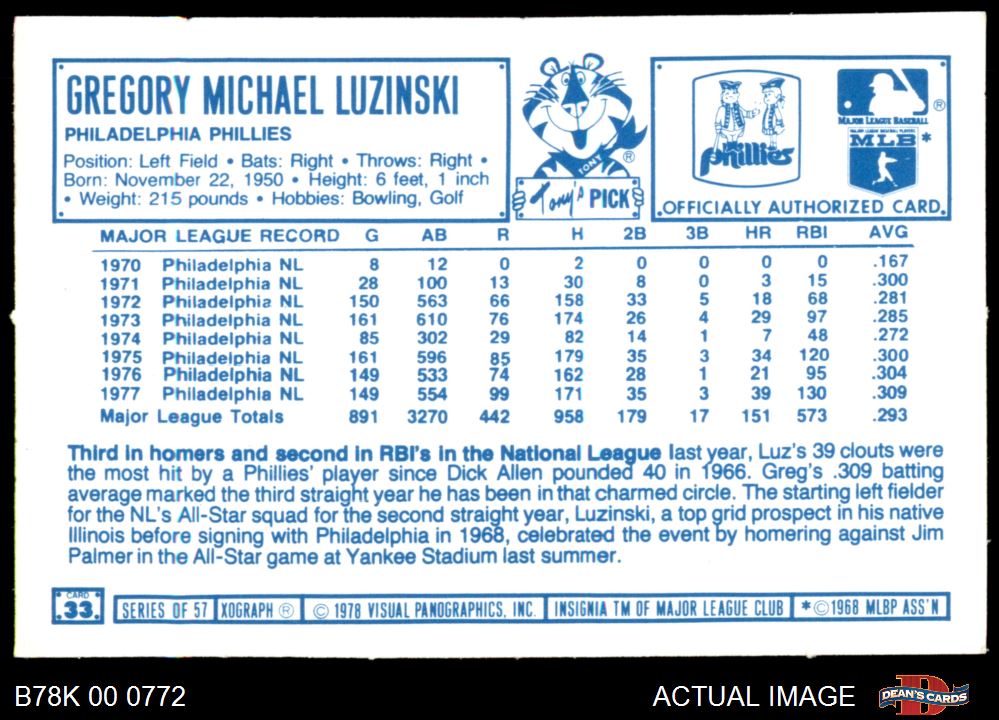 GREGORY MICHAEL LUZINSKI
PHILADELPHIA PHILLIES
Position: Left Field • Bats: Right • Throws: Right •
Born: November 22, 1950 • Height: 6 feet, 1 inch
• Weight: 215 pounds • Hobbies: Bowling, Golf
TONY ®
Tony's PICK
Phillies
MAJOR LEAGUE BASEBALL ®
MAJOR LEAGUE BASEBALL PLAYERS
MLB *
OFFICIALLY AUTHORIZED CARD
MAJOR LEAGUE RECORD G AB R H 2B 3B HR RBI AVG
1970 Philadelphia NL 8 12 0 2 0 0 0 0 .167
1971 Philadelphia NL 28 100 13 30 8 0 3 15 .300
1972 Philadelphia NL 150 563 66 158 33 5 18 68 .281
1973 Philadelphia NL 161 610 76 174 26 4 29 97 .285
1974 Philadelphia NL 85 302 29 82 14 1 7 48 .272
1975 Philadelphia NL 161 596 85 179 35 3 34 120 .300
1976 Philadelphia NL 149 533 74 162 28 1 21 95 .304
1977 Philadelphia NL 149 554 99 171 35 3 39 130 .309
Major League Totals 891 3270 442 958 179 17 151 573 .293
Third in homers and second in RBI's in the National League last year, Luz's 39 clouts were
the most hit by a Phillies' player since Dick Allen pounded 40 in 1966. Greg's .309 batting
average marked the third straight year he has been in that charmed circle. The starting left fielder
for the NL's All-Star squad for the second straight year, Luzinski, a top grid prospect in his native
Illinois before signing with Philadelphia in 1968, celebrated the event by homering against Jim
Palmer in the All-Star game at Yankee Stadium last summer.
CARD
33
SERIES OF 57 XOGRAPH ® © 1978 VISUAL PANOGRAPHICS, INC. INSIGNIA TM OF MAJOR LEAGUE CLUB *©1968 MLBP ASS'N
B78K 00 0772
ACTUAL IMAGE
DEAN'S CARDS